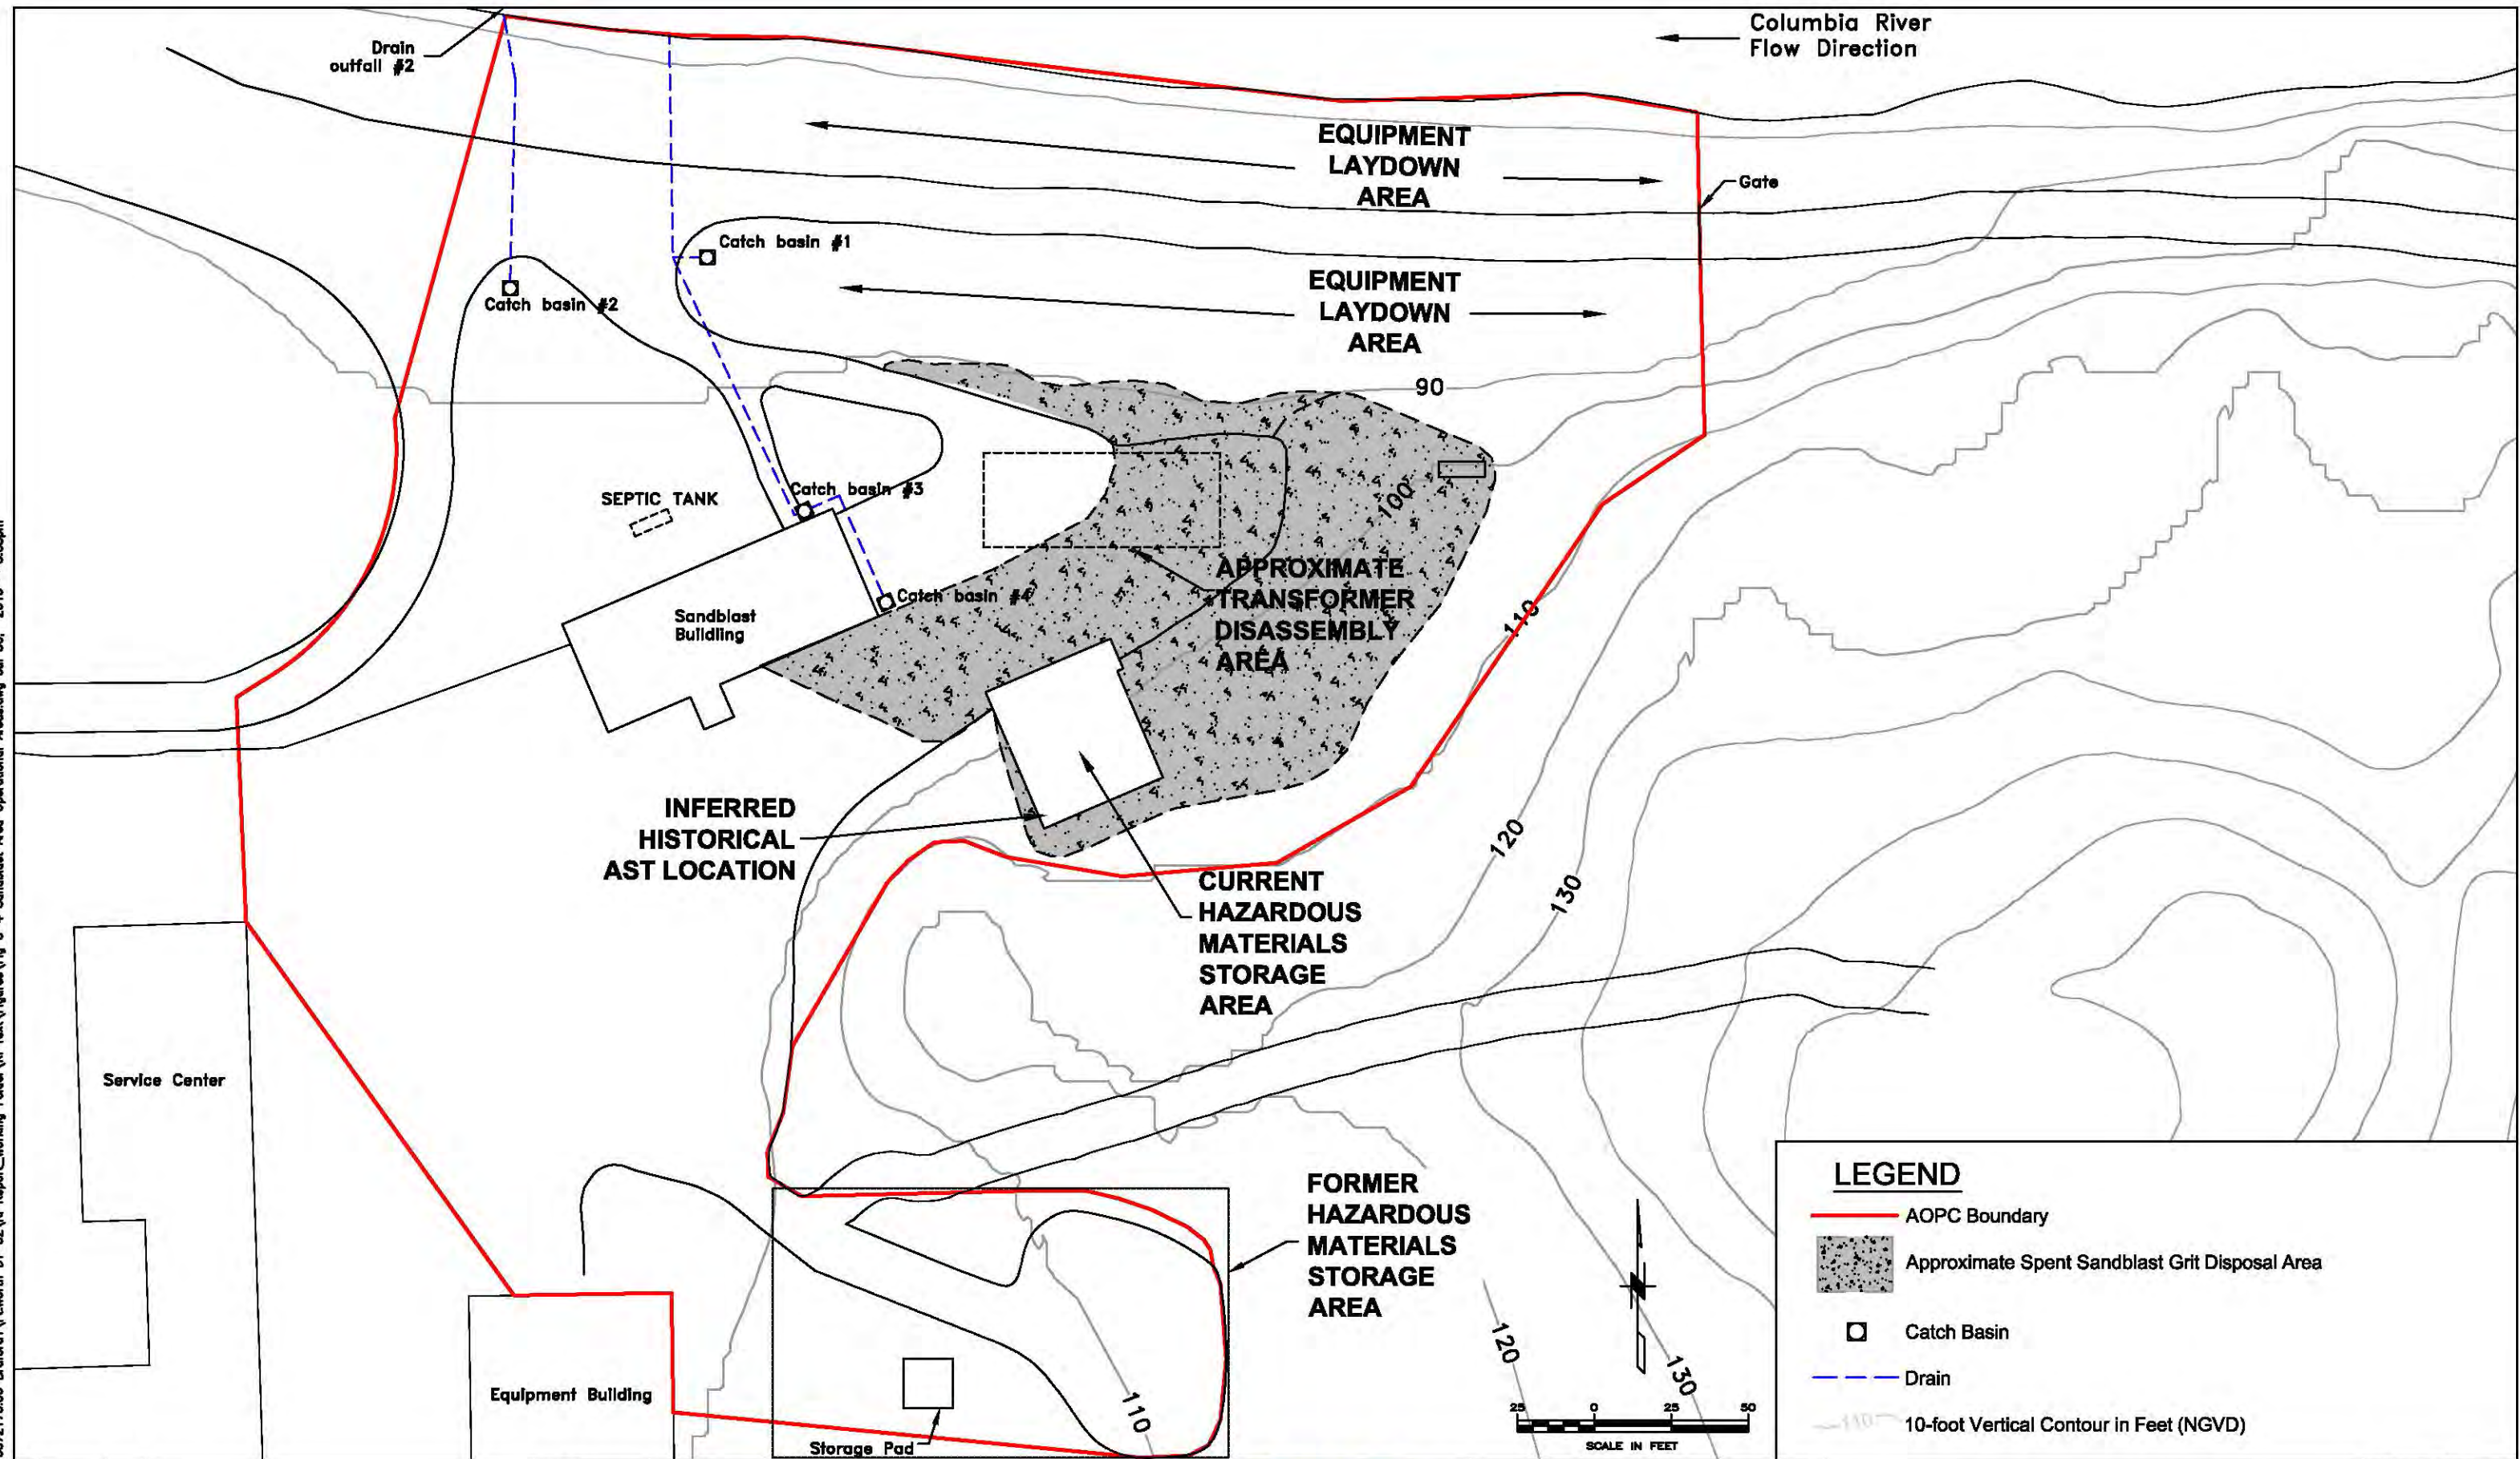 Columbia River
Flow Direction
Drain
outfall #2
EQUIPMENT
LAYDOWN
AREA
Gate
Catch basin #1
EQUIPMENT
LAYDOWN
AREA
Catch basin #2
90
Catch basin #3
SEPTIC TANK
100
APPROXIMATE
TRANSFORMER
DISASSEMBLY
AREA
Catch basin #4
Sandblast
Building
110
INFERRED
HISTORICAL
AST LOCATION
120
130
CURRENT
HAZARDOUS
MATERIALS
STORAGE
AREA
Service Center
FORMER
HAZARDOUS
MATERIALS
STORAGE
AREA
120
130
110
Equipment Building
Storage Pad
25 0 25 50
SCALE IN FEET
LEGEND
AOPC Boundary
Approximate Spent Sandblast Grit Disposal Area
Catch Basin
Drain
110
10-foot Vertical Contour in Feet (NGVD)